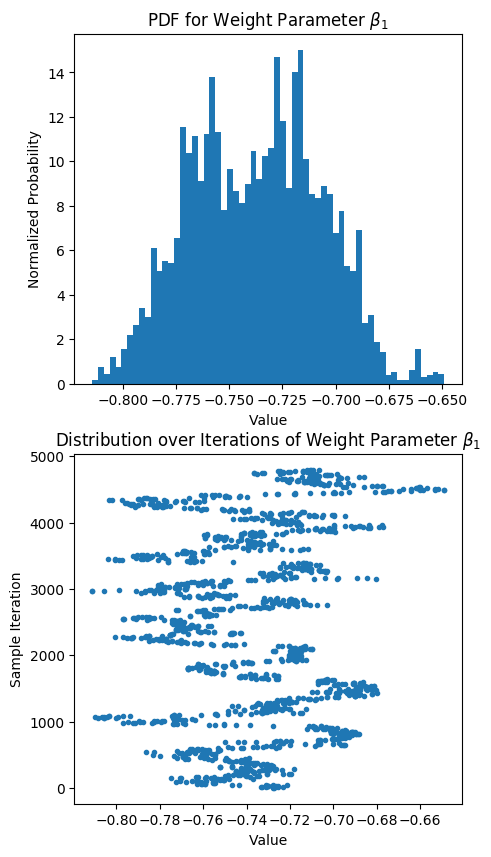 PDF for Weight Parameter β₁
14
12
10
8
6
4
2
0
Normalized Probability
−0.800 −0.775 −0.750 −0.725 −0.700 −0.675 −0.650
Value
Distribution over Iterations of Weight Parameter β₁
5000
4000
3000
2000
1000
0
Sample Iteration
−0.80 −0.78 −0.76 −0.74 −0.72 −0.70 −0.68 −0.66
Value